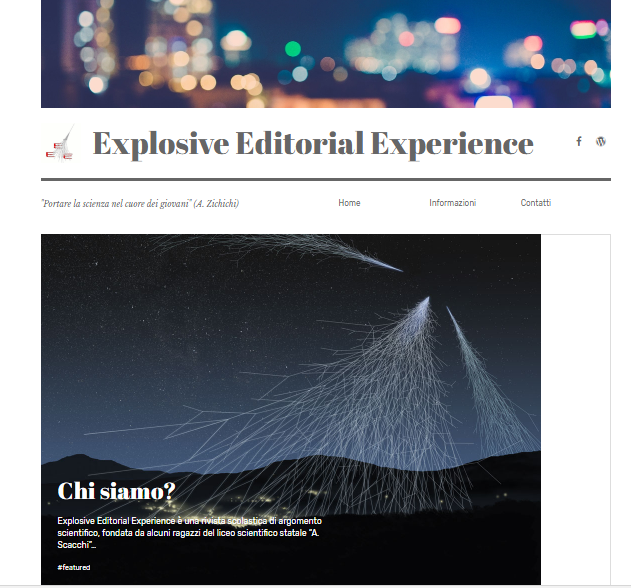 Explosive Editorial Experience
"Portare la scienza nel cuore dei giovani" (A. Zichichi)
Home
Informazioni
Contatti
Chi siamo?
Explosive Editorial Experience è una rivista scolastica di argomento
scientifico, fondata da alcuni ragazzi del liceo scientifico statale "A.
Scacchi"...
#featured